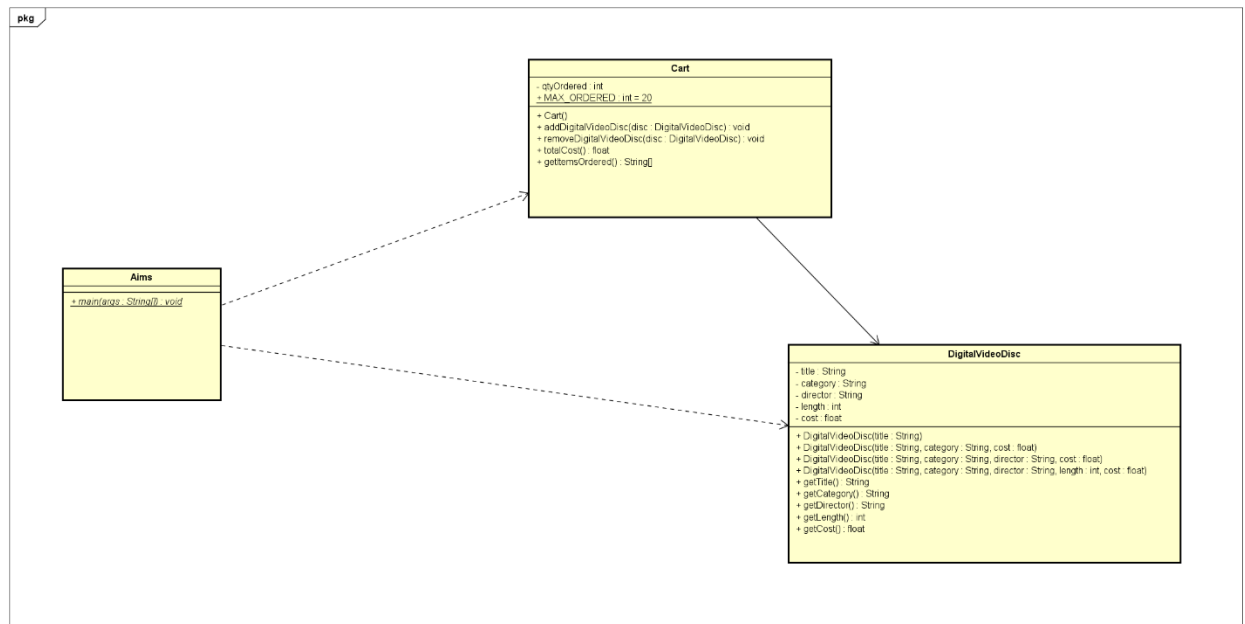 pkg
Cart
- qtyOrdered : int
+ MAX_ORDERED : int = 20
+ Cart()
+ addDigitalVideoDisc(disc : DigitalVideoDisc) : void
+ removeDigitalVideoDisc(disc : DigitalVideoDisc) : void
+ totalCost() : float
+ getItemsOrdered() : String[]
Aims
+ main(args : String[]) : void
DigitalVideoDisc
- title : String
- category : String
- director : String
- length : int
- cost : float
+ DigitalVideoDisc(title : String)
+ DigitalVideoDisc(title : String, category : String, cost : float)
+ DigitalVideoDisc(title : String, category : String, director : String, cost : float)
+ DigitalVideoDisc(title : String, category : String, director : String, length : int, cost : float)
+ getTitle() : String
+ getCategory() : String
+ getDirector() : String
+ getLength() : int
+ getCost() : float